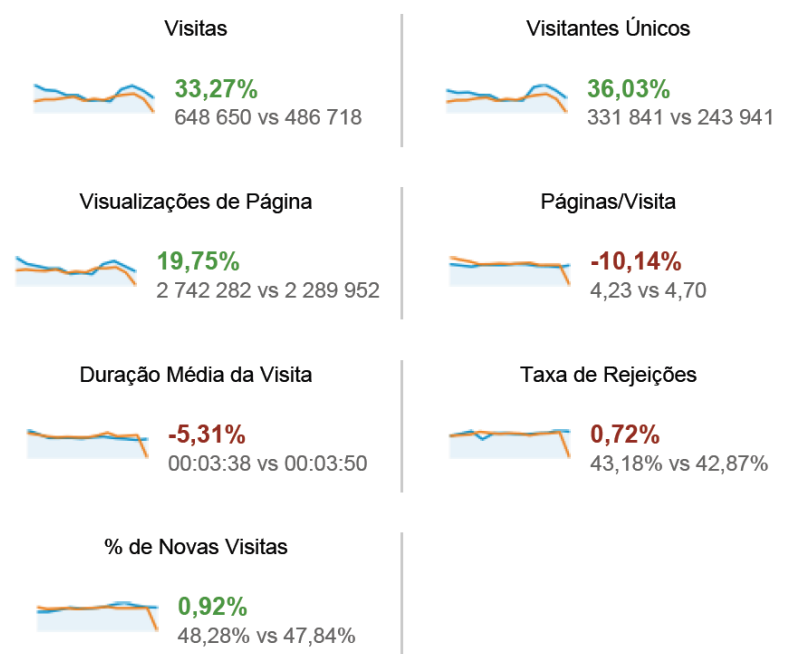 Visitas
33,27%
648 650 vs 486 718
Visitantes Únicos
36,03%
331 841 vs 243 941
Visualizações de Página
19,75%
2 742 282 vs 2 289 952
Páginas/Visita
-10,14%
4,23 vs 4,70
Duração Média da Visita
-5,31%
00:03:38 vs 00:03:50
Taxa de Rejeições
0,72%
43,18% vs 42,87%
% de Novas Visitas
0,92%
48,28% vs 47,84%